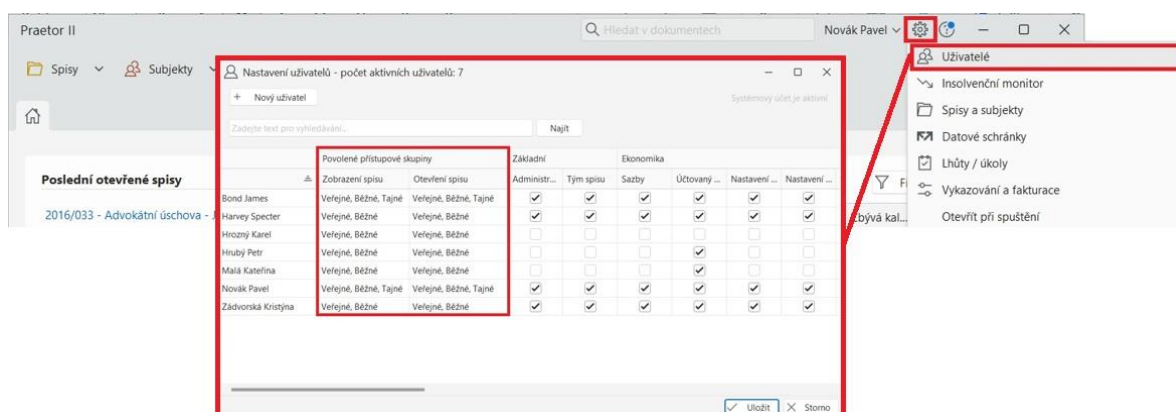 Praetor II
Hledat v dokumentech
Novák Pavel
Spisy
Subjekty
Uživatelé
Insolvenční monitor
Spisy a subjekty
Datové schránky
Lhůty / úkoly
Vykazování a fakturace
Otevřít při spuštění
Nastavení uživatelů - počet aktivních uživatelů: 7
+ Nový uživatel
Systémový účet je aktivní
Zadejte text pro vyhledávání...
Najít
Povolené přístupové skupiny Základní Ekonomika
Zobrazení spisu Otevření spisu Administr... Tým spisu Sazby Účtovaný ... Nastavení ... Nastavení ...
Bond James Veřejné, Běžné, Tajné Veřejné, Běžné, Tajné
Harvey Specter Veřejné, Běžné Veřejné, Běžné
Hrozný Karel Veřejné, Běžné Veřejné, Běžné
Hrubý Petr Veřejné, Běžné Veřejné, Běžné
Malá Kateřina Veřejné, Běžné Veřejné, Běžné
Novák Pavel Veřejné, Běžné, Tajné Veřejné, Běžné, Tajné
Zádvorská Kristýna Veřejné, Běžné Veřejné, Běžné
Uložit
Storno
Poslední otevřené spisy
2016/033 - Advokátní úschova - J
bývá kal...